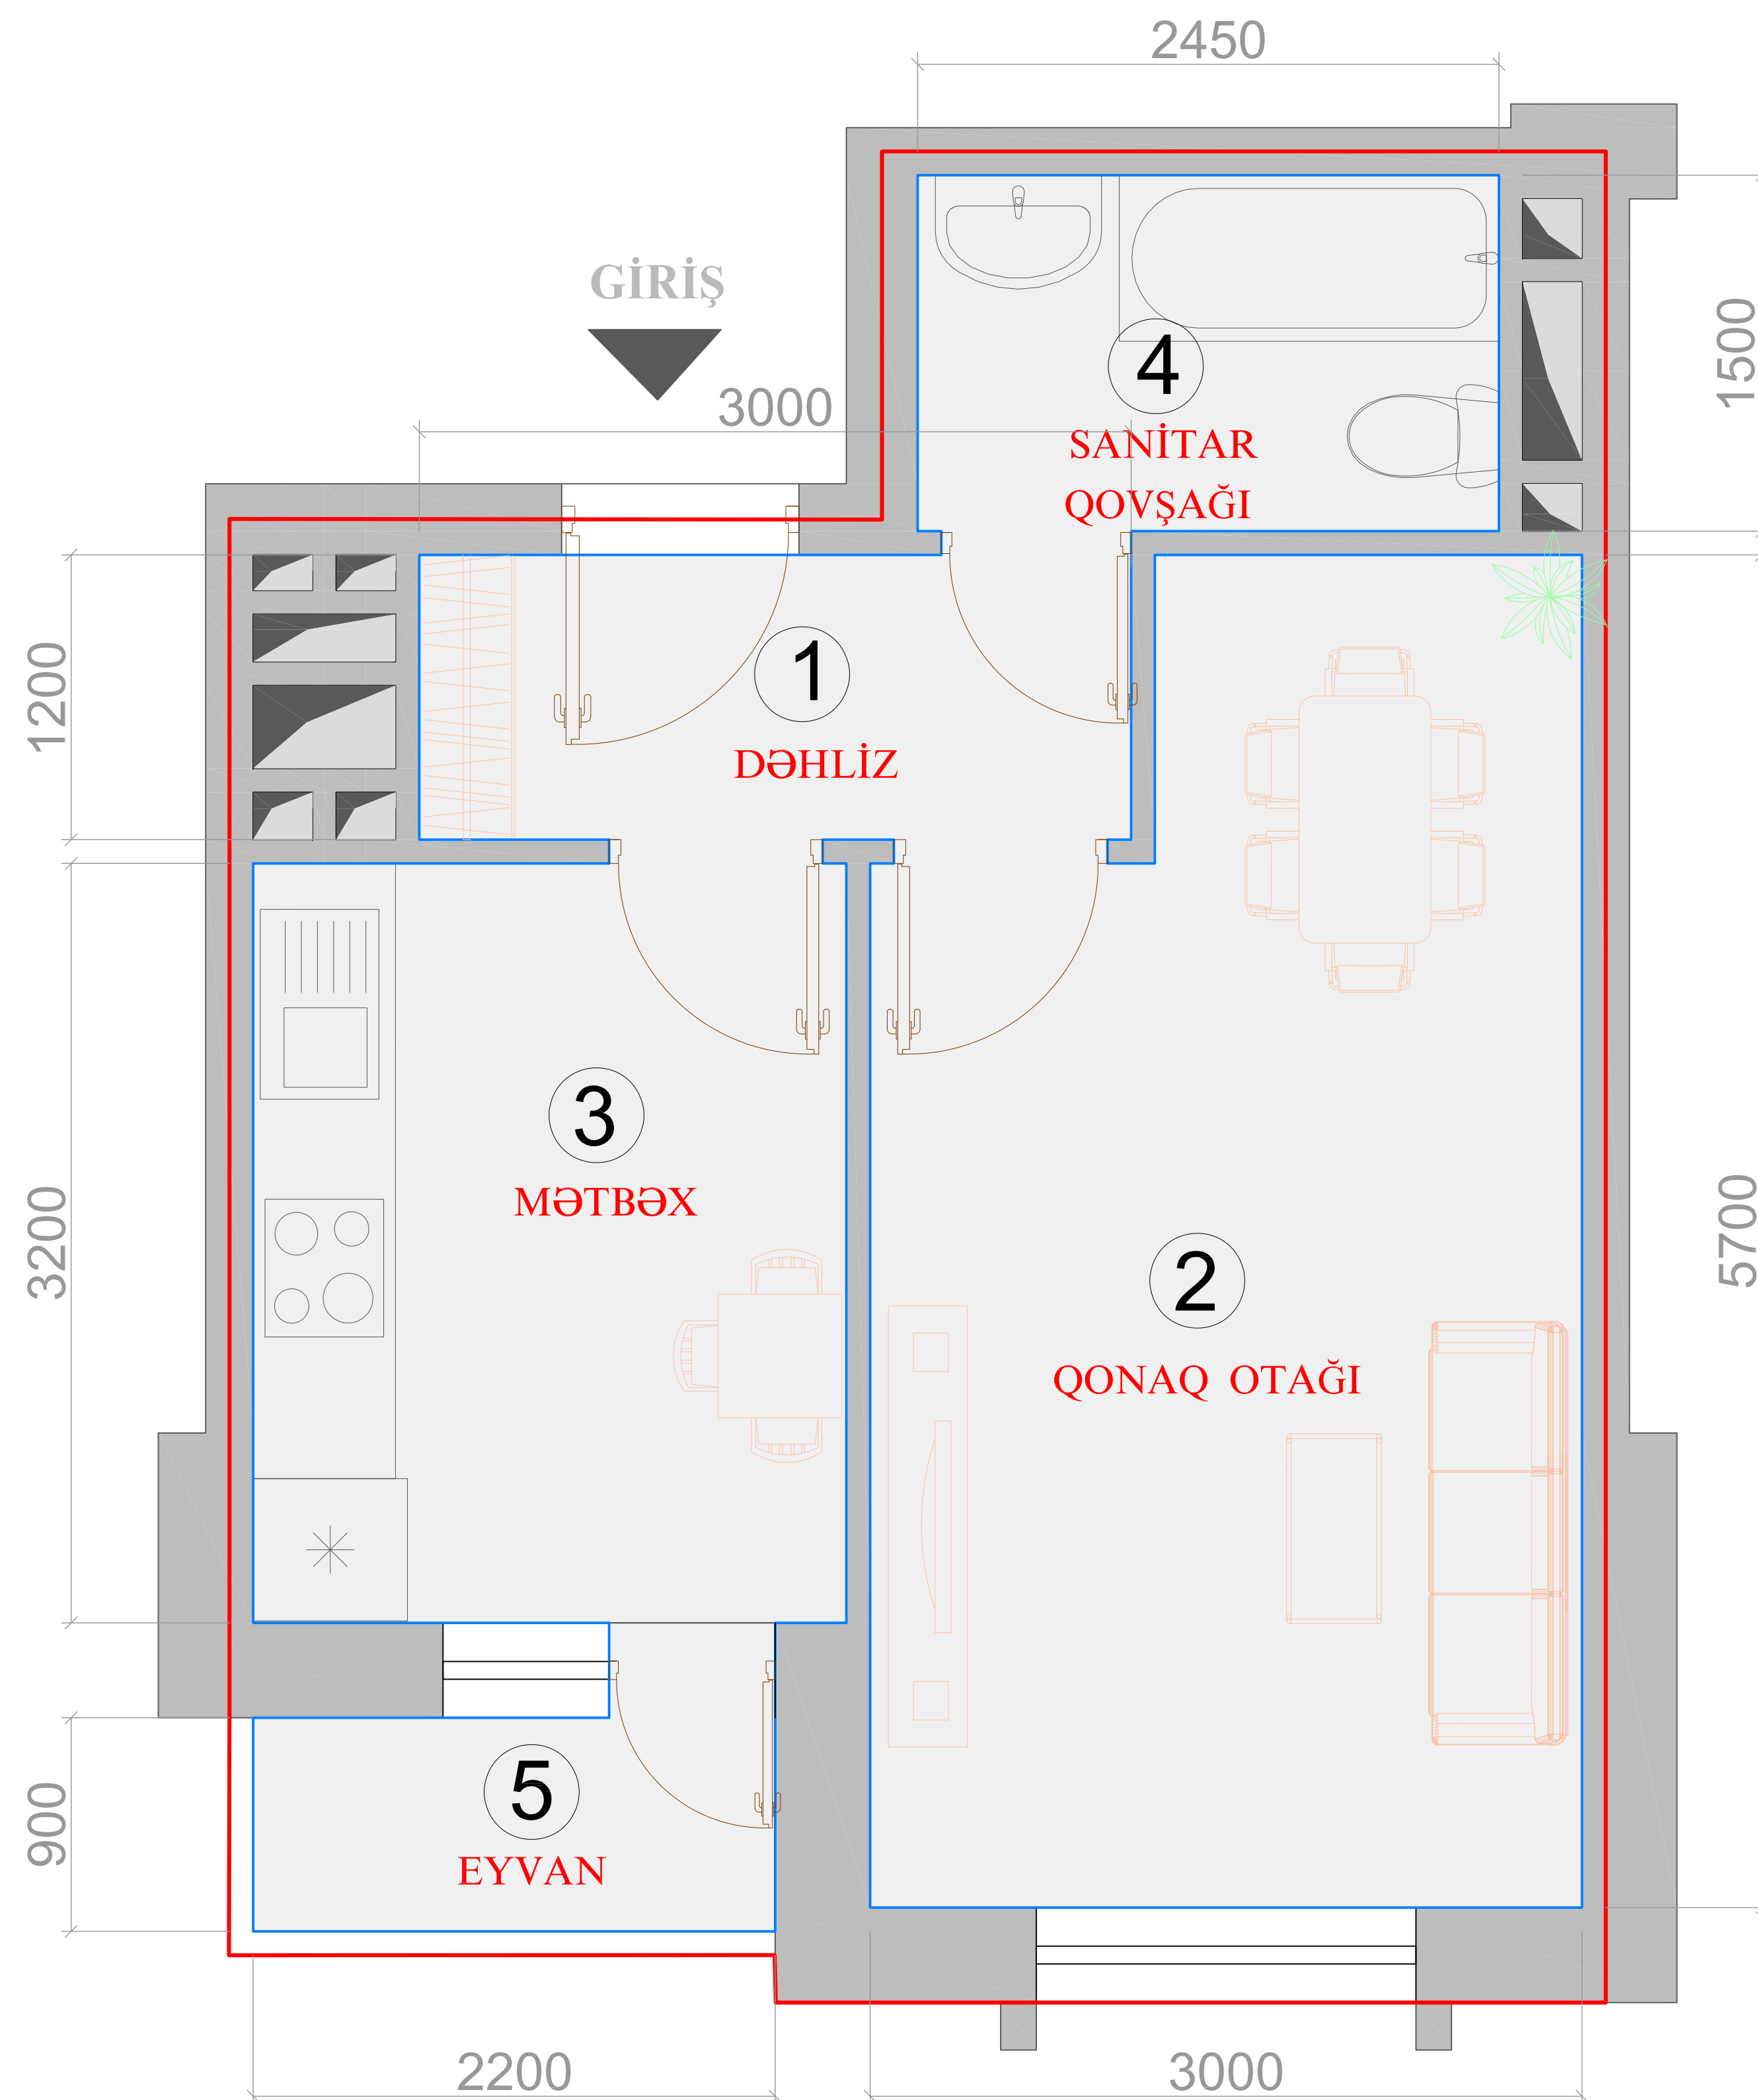 2450
GİRİŞ
3000
1500
4
SANİTAR
QOVŞAĞI
1200
1
DƏHLİZ
3
MƏTBƏX
3200
2
QONAQ OTAĞI
5700
5
EYVAN
900
2200
3000